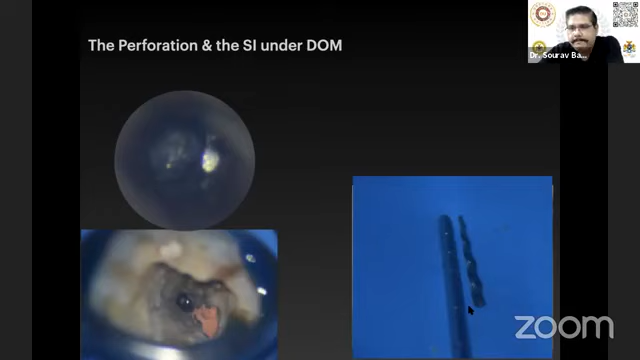 The Perforation & the SI under DOM
Dr. Sourav Ba...
zoom